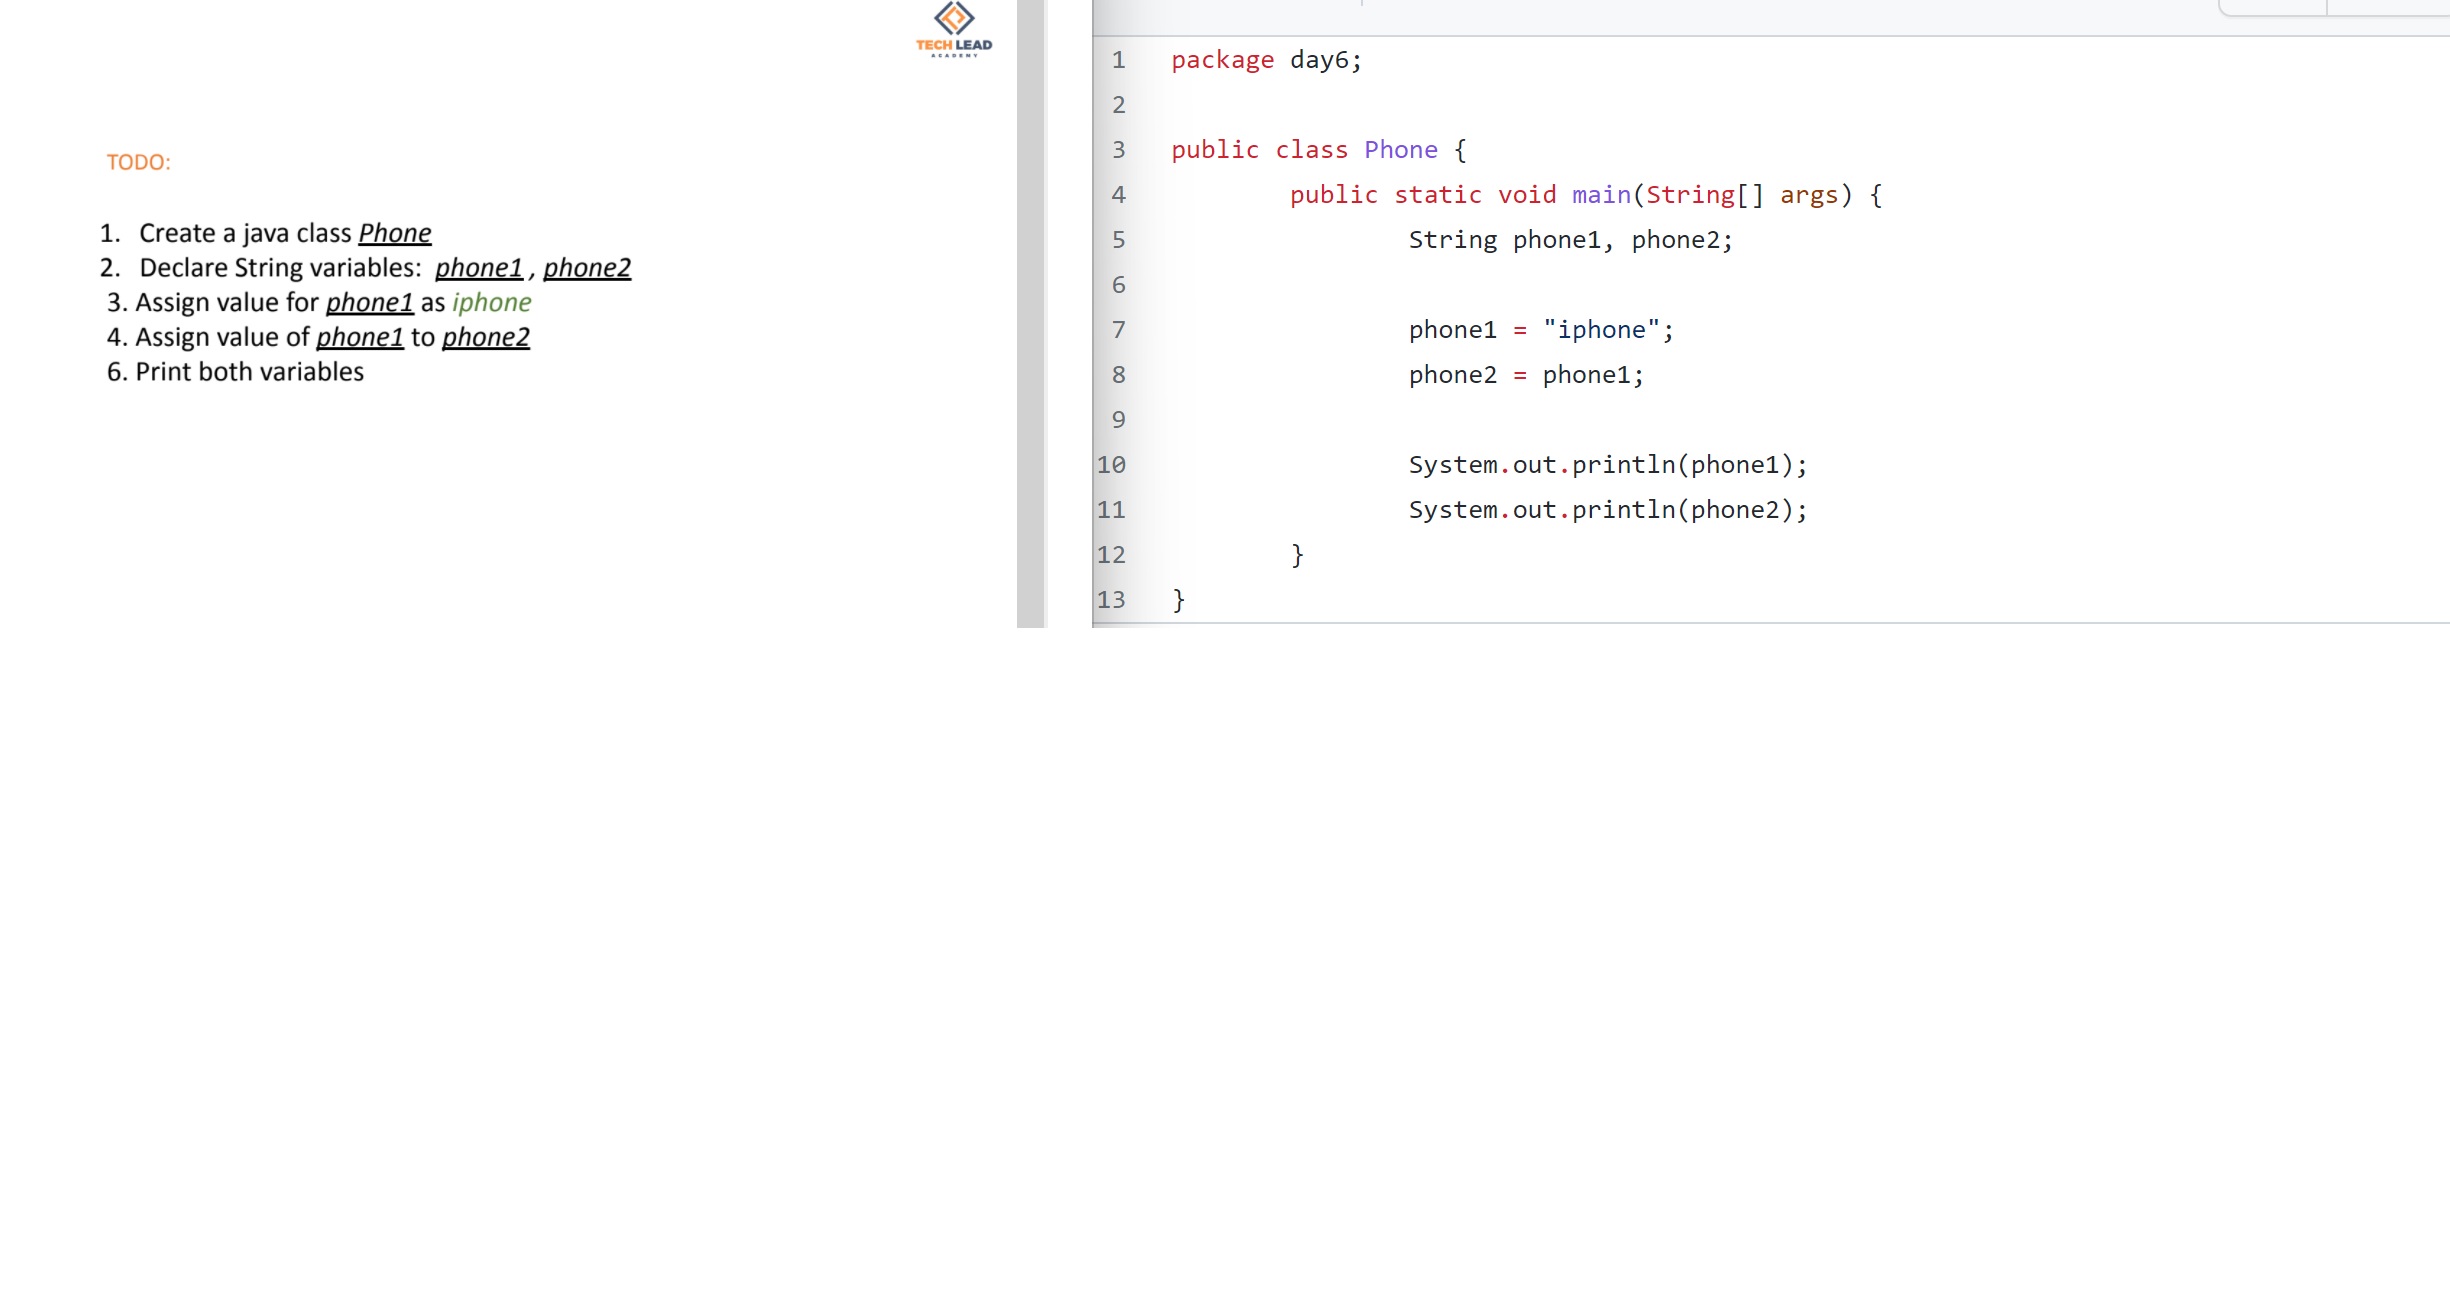 TECH LEAD
ACADEMY
TODO:
1. Create a java class Phone
2. Declare String variables: phone1 , phone2
3. Assign value for phone1 as iphone
4. Assign value of phone1 to phone2
6. Print both variables
1 package day6;
2
3 public class Phone {
4 public static void main(String[] args) {
5 String phone1, phone2;
6
7 phone1 = "iphone";
8 phone2 = phone1;
9
10 System.out.println(phone1);
11 System.out.println(phone2);
12 }
13 }